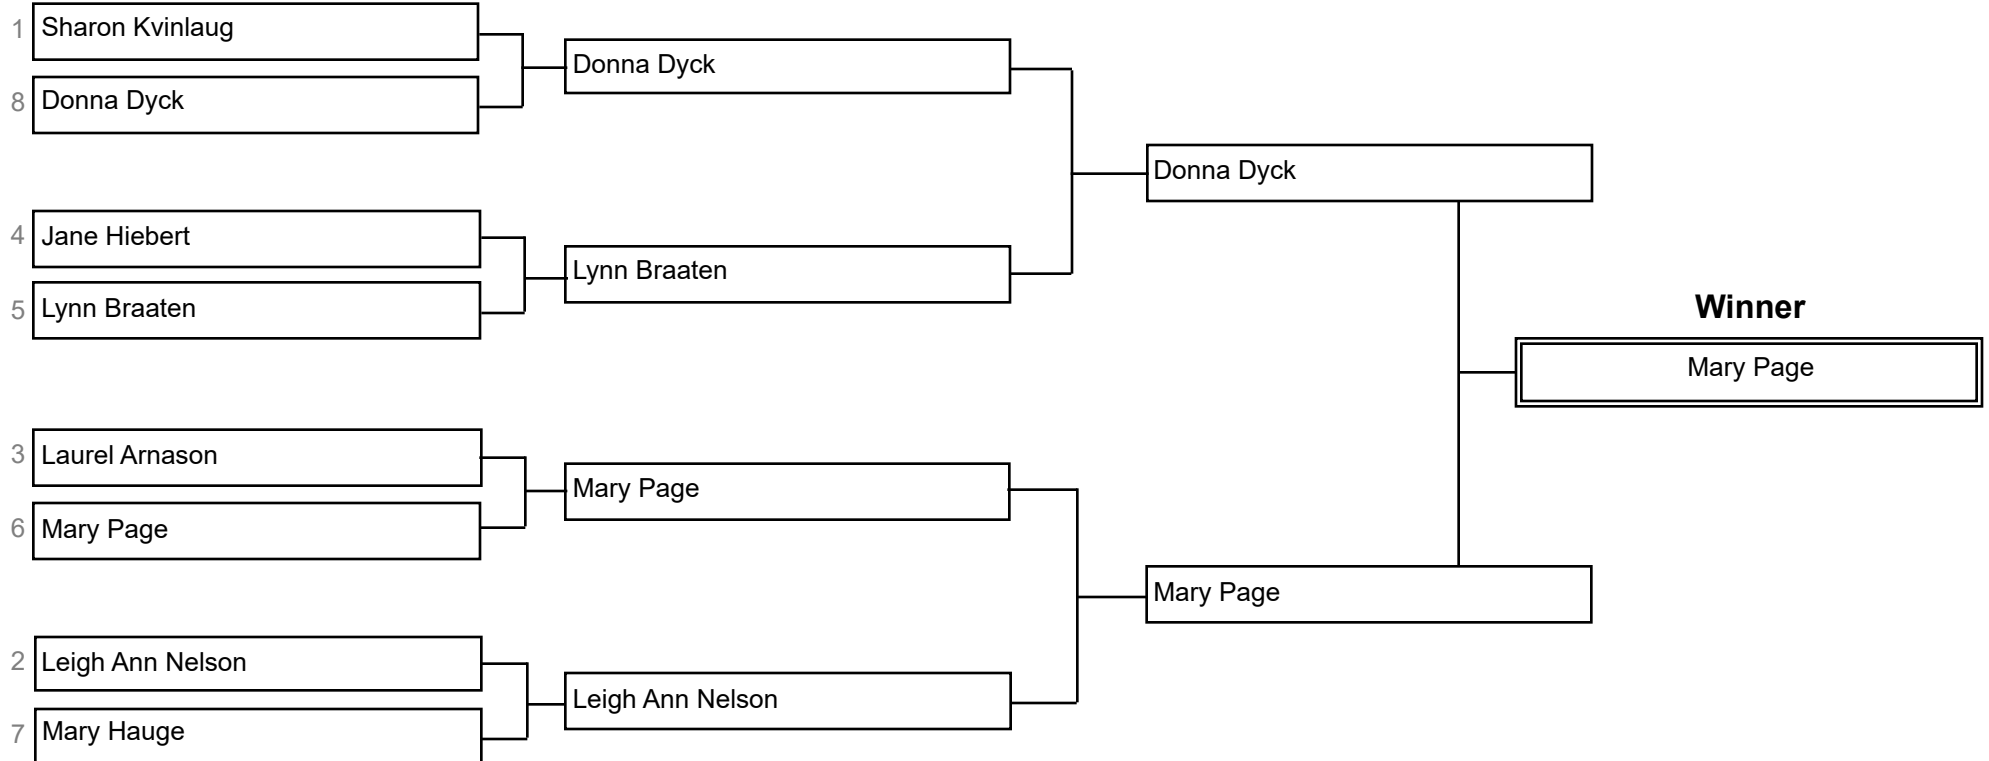 1 Sharon Kvinlaug
8 Donna Dyck
4 Jane Hiebert
5 Lynn Braaten
3 Laurel Arnason
6 Mary Page
2 Leigh Ann Nelson
7 Mary Hauge
Donna Dyck
Lynn Braaten
Mary Page
Leigh Ann Nelson
Donna Dyck
Mary Page
Winner
Mary Page